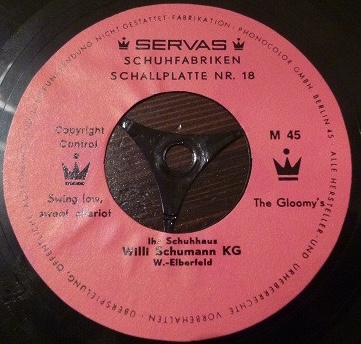 SERVAS
SCHUHFABRIKEN
SCHALLPLATTE NR. 18
Copyright
Control
M 45
Swing low,
sweet chariot
The Gloomy's
Ihr Schuhhaus
Willi Schumann KG
W.-Elberfeld
NICHT GESTATTET · FABRIKATION: PHONOCOLOR GMBH, BERLIN 45 · ALLE HERSTELLER UND URHEBERRECHTE VORBEHALTEN · ÜBERSPIELUNG, ÖFFENTLICHE